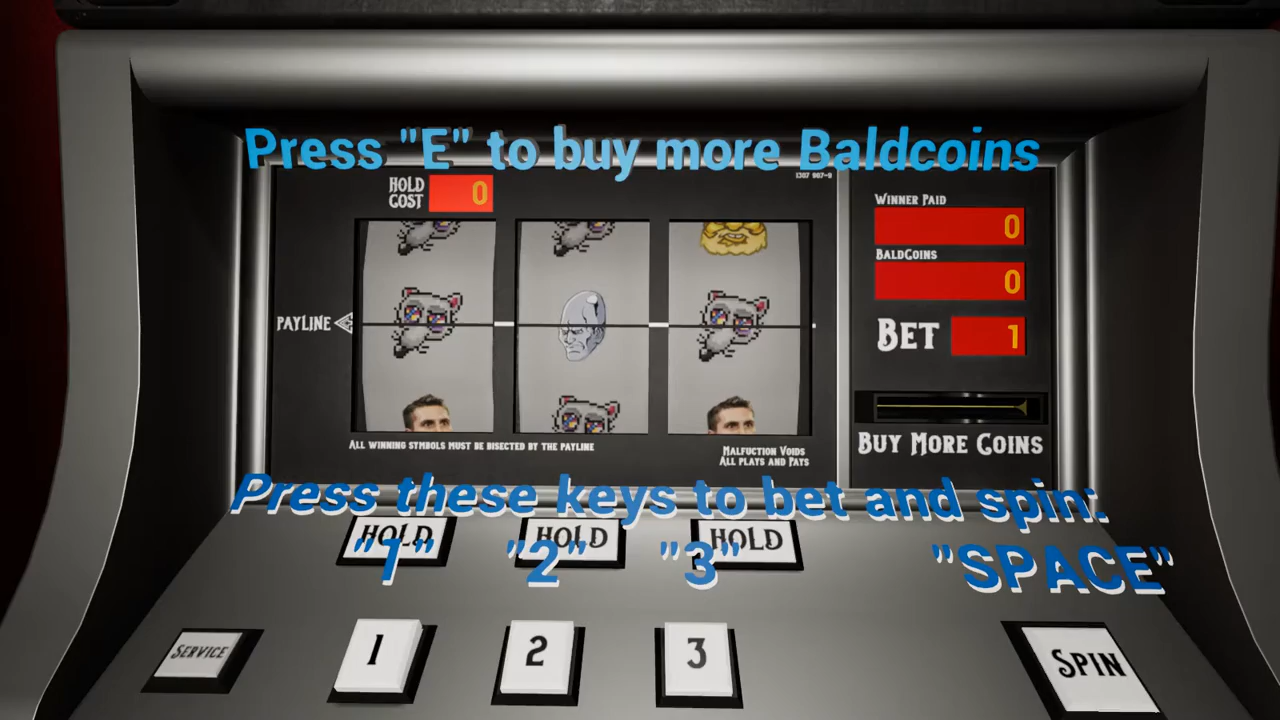 Press "E" to buy more Baldcoins
1307 907-9
HOLD COST
0
WINNER PAID
0
BALDCOINS
0
PAYLINE
BET
1
ALL WINNING SYMBOLS MUST BE BISECTED BY THE PAYLINE
MALFUCTION VOIDS
ALL PLAYS AND PAYS
BUY MORE COINS
Press these keys to bet and spin:
HOLD HOLD HOLD
"1" "2" "3" "SPACE"
SERVICE
1
2
3
SPIN